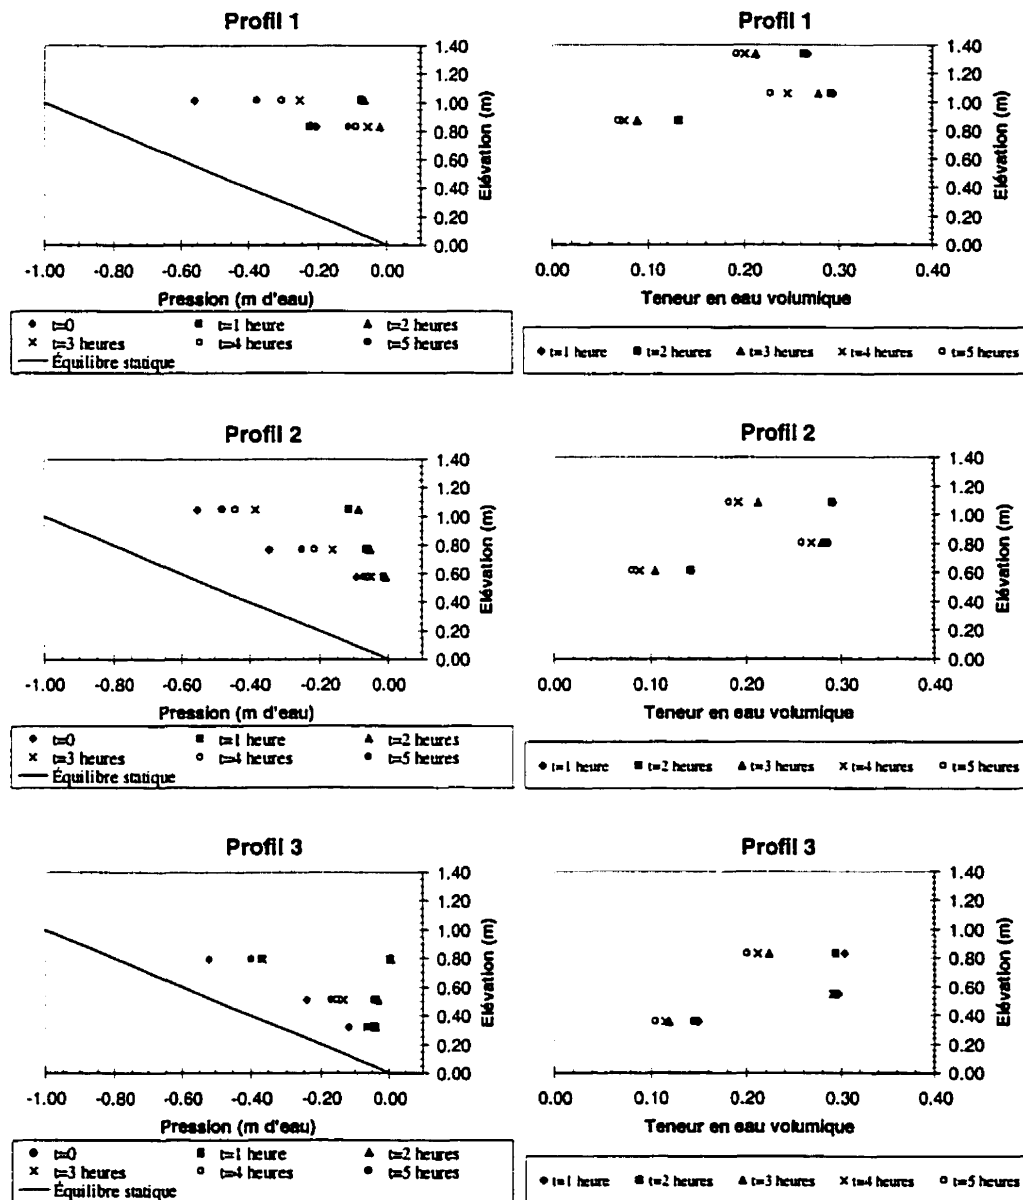 Profil 1
1.40
1.20
1.00
0.80
0.60
0.40
0.20
0.00
Elévation (m)
-1.00 -0.80 -0.60 -0.40 -0.20 0.00
Pression (m d'eau)
t=0 t=1 heure t=2 heures
t=3 heures t=4 heures t=5 heures
Équilibre statique
Profil 1
1.40
1.20
1.00
0.80
0.60
0.40
0.20
0.00
Elévation (m)
0.00 0.10 0.20 0.30 0.40
Teneur en eau volumique
t=1 heure t=2 heures t=3 heures t=4 heures t=5 heures
Profil 2
1.40
1.20
1.00
0.80
0.60
0.40
0.20
0.00
Elévation (m)
-1.00 -0.80 -0.60 -0.40 -0.20 0.00
Pression (m d'eau)
t=0 t=1 heure t=2 heures
t=3 heures t=4 heures t=5 heures
Équilibre statique
Profil 2
1.40
1.20
1.00
0.80
0.60
0.40
0.20
0.00
Elévation (m)
0.00 0.10 0.20 0.30 0.40
Teneur en eau volumique
t=1 heure t=2 heures t=3 heures t=4 heures t=5 heures
Profil 3
1.40
1.20
1.00
0.80
0.60
0.40
0.20
0.00
Elévation (m)
-1.00 -0.80 -0.60 -0.40 -0.20 0.00
Pression (m d'eau)
t=0 t=1 heure t=2 heures
t=3 heures t=4 heures t=5 heures
Équilibre statique
Profil 3
1.40
1.20
1.00
0.80
0.60
0.40
0.20
0.00
Elévation (m)
0.00 0.10 0.20 0.30 0.40
Teneur en eau volumique
t=1 heure t=2 heures t=3 heures t=4 heures t=5 heures